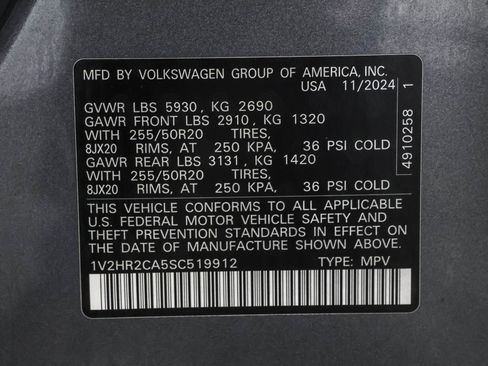 MFD BY VOLKSWAGEN GROUP OF AMERICA, INC.
USA 11/2024
GVWR LBS 5930 , KG 2690
GAWR FRONT LBS 2910 , KG 1320
WITH 255/50R20 TIRES,
8JX20 RIMS, AT 250 KPA, 36 PSI COLD
GAWR REAR LBS 3131 , KG 1420
WITH 255/50R20 TIRES,
8JX20 RIMS, AT 250 KPA, 36 PSI COLD
THIS VEHICLE CONFORMS TO ALL APPLICABLE
U.S. FEDERAL MOTOR VEHICLE SAFETY AND
THEFT PREVENTION STANDARDS IN EFFECT ON
THE DATE OF MANUFACTURE SHOWN ABOVE.
1V2HR2CA5SC519912 TYPE: MPV
4910258 1